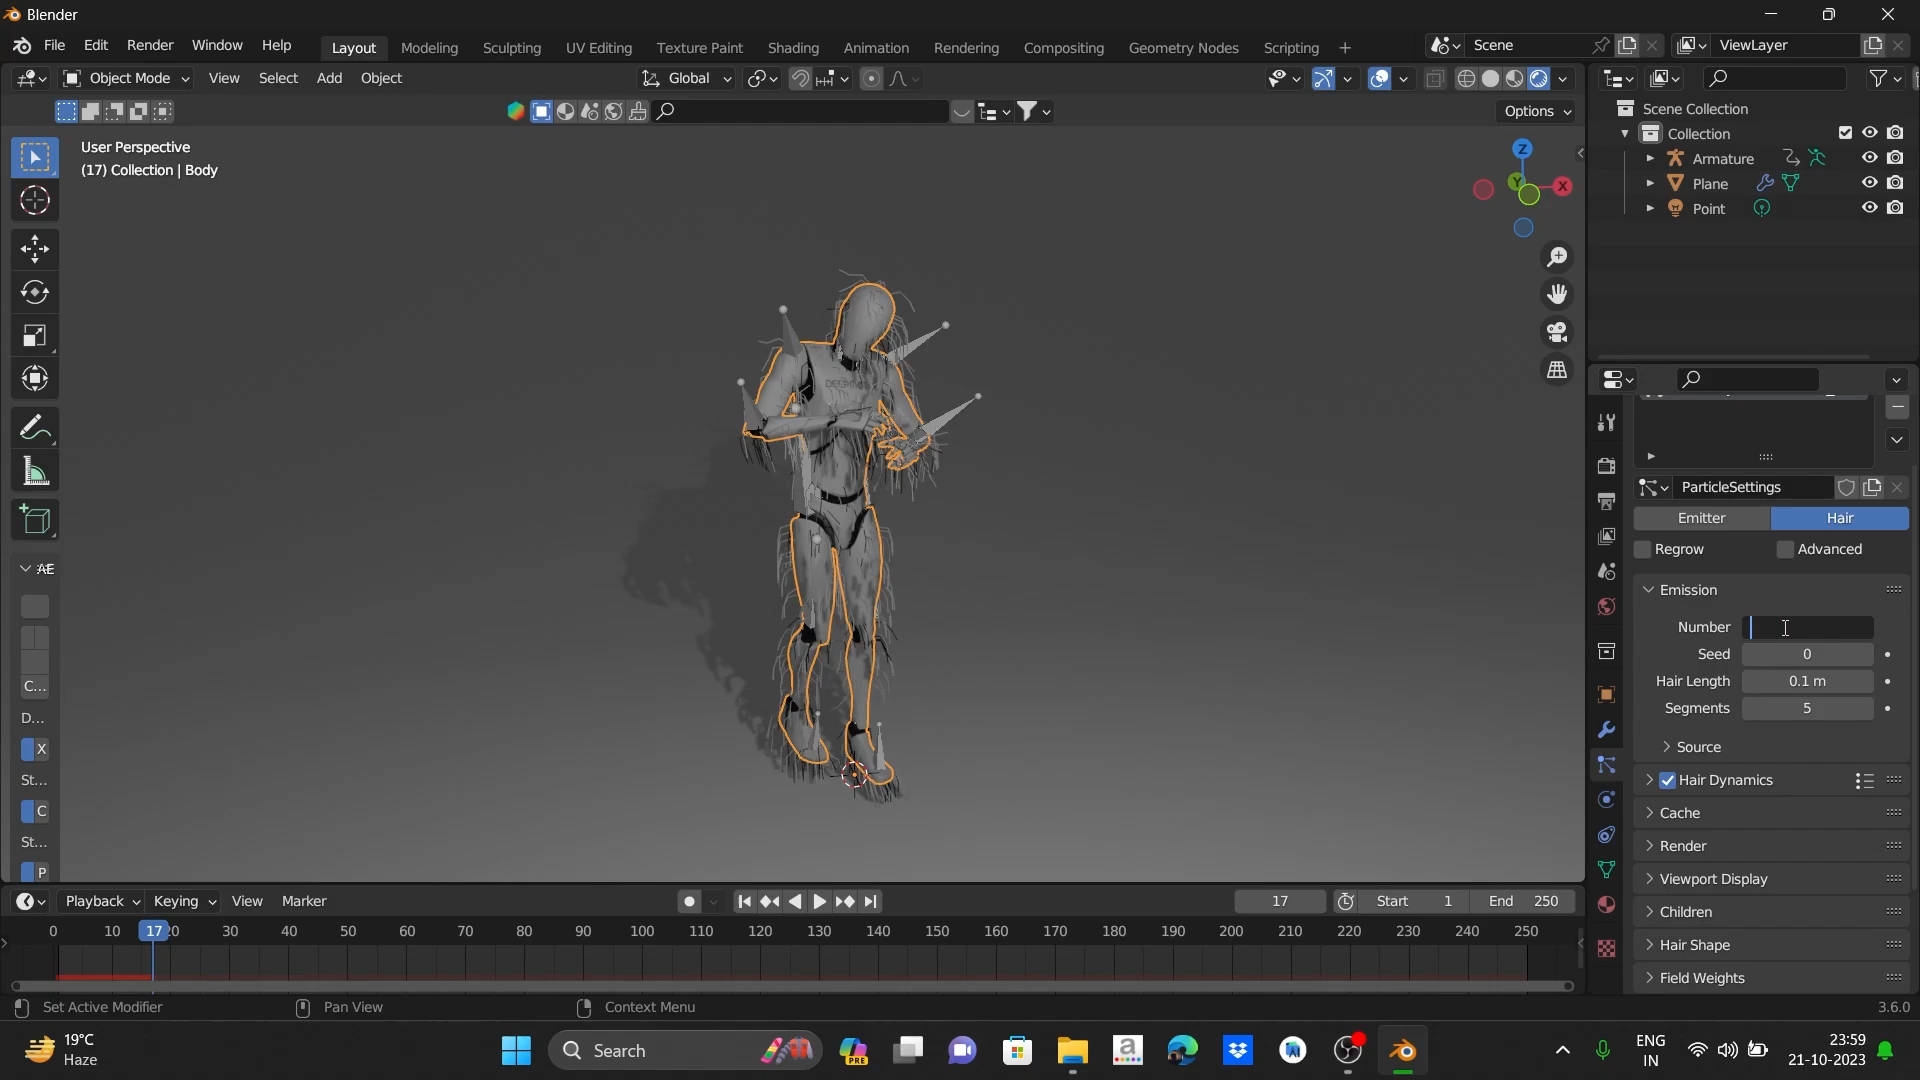 Blender
File Edit Render Window Help Layout Modeling Sculpting UV Editing Texture Paint Shading Animation Rendering Compositing Geometry Nodes Scripting + Scene ViewLayer
Object Mode View Select Add Object Global
Options
User Perspective
(17) Collection | Body
Z
Y
X
Scene Collection
Collection
Armature
Plane
Point
ParticleSettings
Emitter Hair
Regrow Advanced
Emission
Number
Seed 0
Hair Length 0.1 m
Segments 5
Source
Hair Dynamics
Cache
Render
Viewport Display
Children
Hair Shape
Field Weights
AE
C...
D...
X
St...
C
St...
P
Playback Keying View Marker 17 Start 1 End 250
0 10 17 30 40 50 60 70 80 90 100 110 120 130 140 150 160 170 180 190 200 210 220 230 240 250
Set Active Modifier Pan View Context Menu 3.6.0
19°C
Haze
Search
PRE
ENG
IN
23:59
21-10-2023